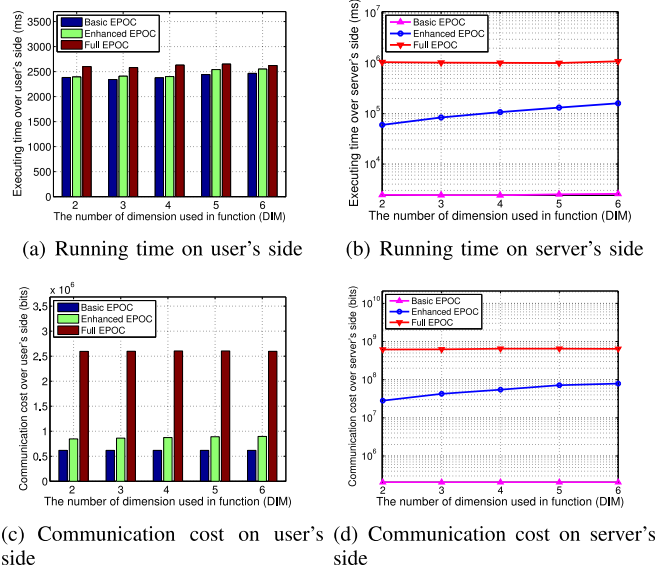 Executing time over user's side (ms)
3500
3000
2500
2000
1500
1000
500
0
Basic EPOC
Enhanced EPOC
Full EPOC
2 3 4 5 6
The number of dimension used in function (DIM)
(a) Running time on user's side
Executing time over server's side (ms)
10^7
10^6
10^5
10^4
Basic EPOC
Enhanced EPOC
Full EPOC
2 3 4 5 6
The number of dimension used in function (DIM)
(b) Running time on server's side
Communication cost over user's side (bits)
x 10^6
3.5
3
2.5
2
1.5
1
0.5
0
Basic EPOC
Enhanced EPOC
Full EPOC
2 3 4 5 6
The number of dimension used in function (DIM)
(c) Communication cost on user's
side
Communication cost over server's side (bits)
10^10
10^9
10^8
10^7
10^6
Basic EPOC
Enhanced EPOC
Full EPOC
2 3 4 5 6
The number of dimension used in function (DIM)
(d) Communication cost on server's
side